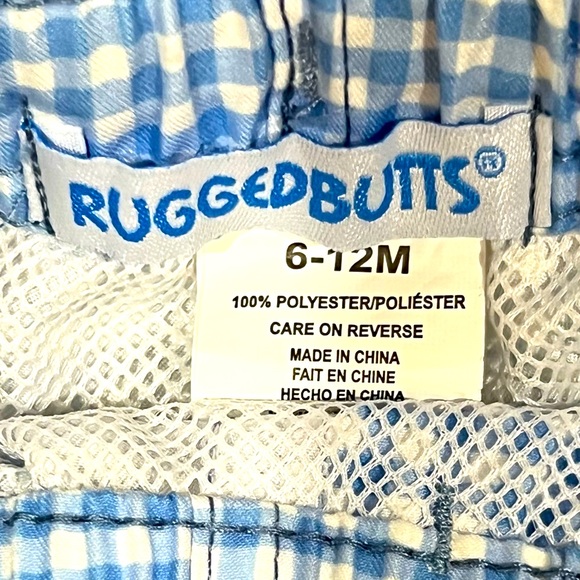 RUGGEDBUTTS®
6-12M
100% POLYESTER/POLIÉSTER
CARE ON REVERSE
MADE IN CHINA
FAIT EN CHINE
HECHO EN CHINA